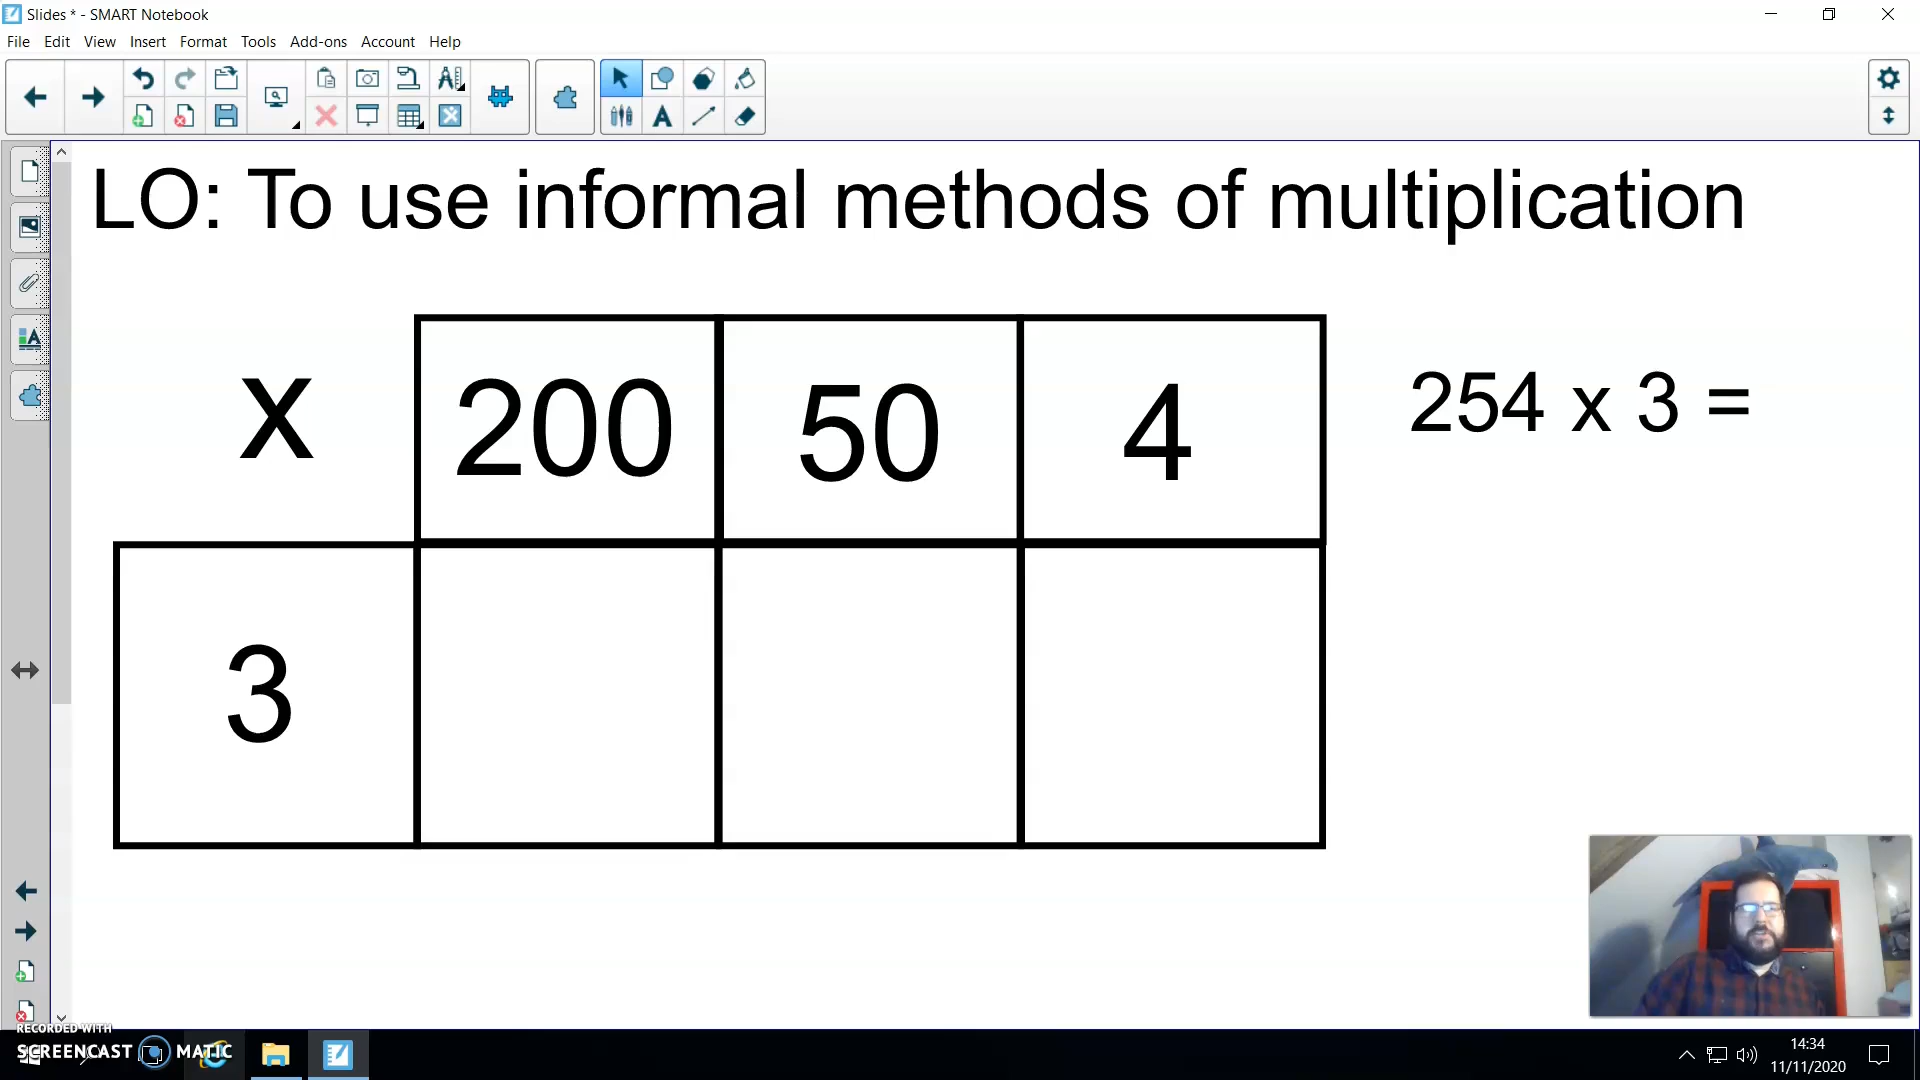 Slides * - SMART Notebook
File Edit View Insert Format Tools Add-ons Account Help
LO: To use informal methods of multiplication
x 200 50 4
254 x 3 =
3
RECORDED WITH
SCREENCAST MATIC
14:34
11/11/2020